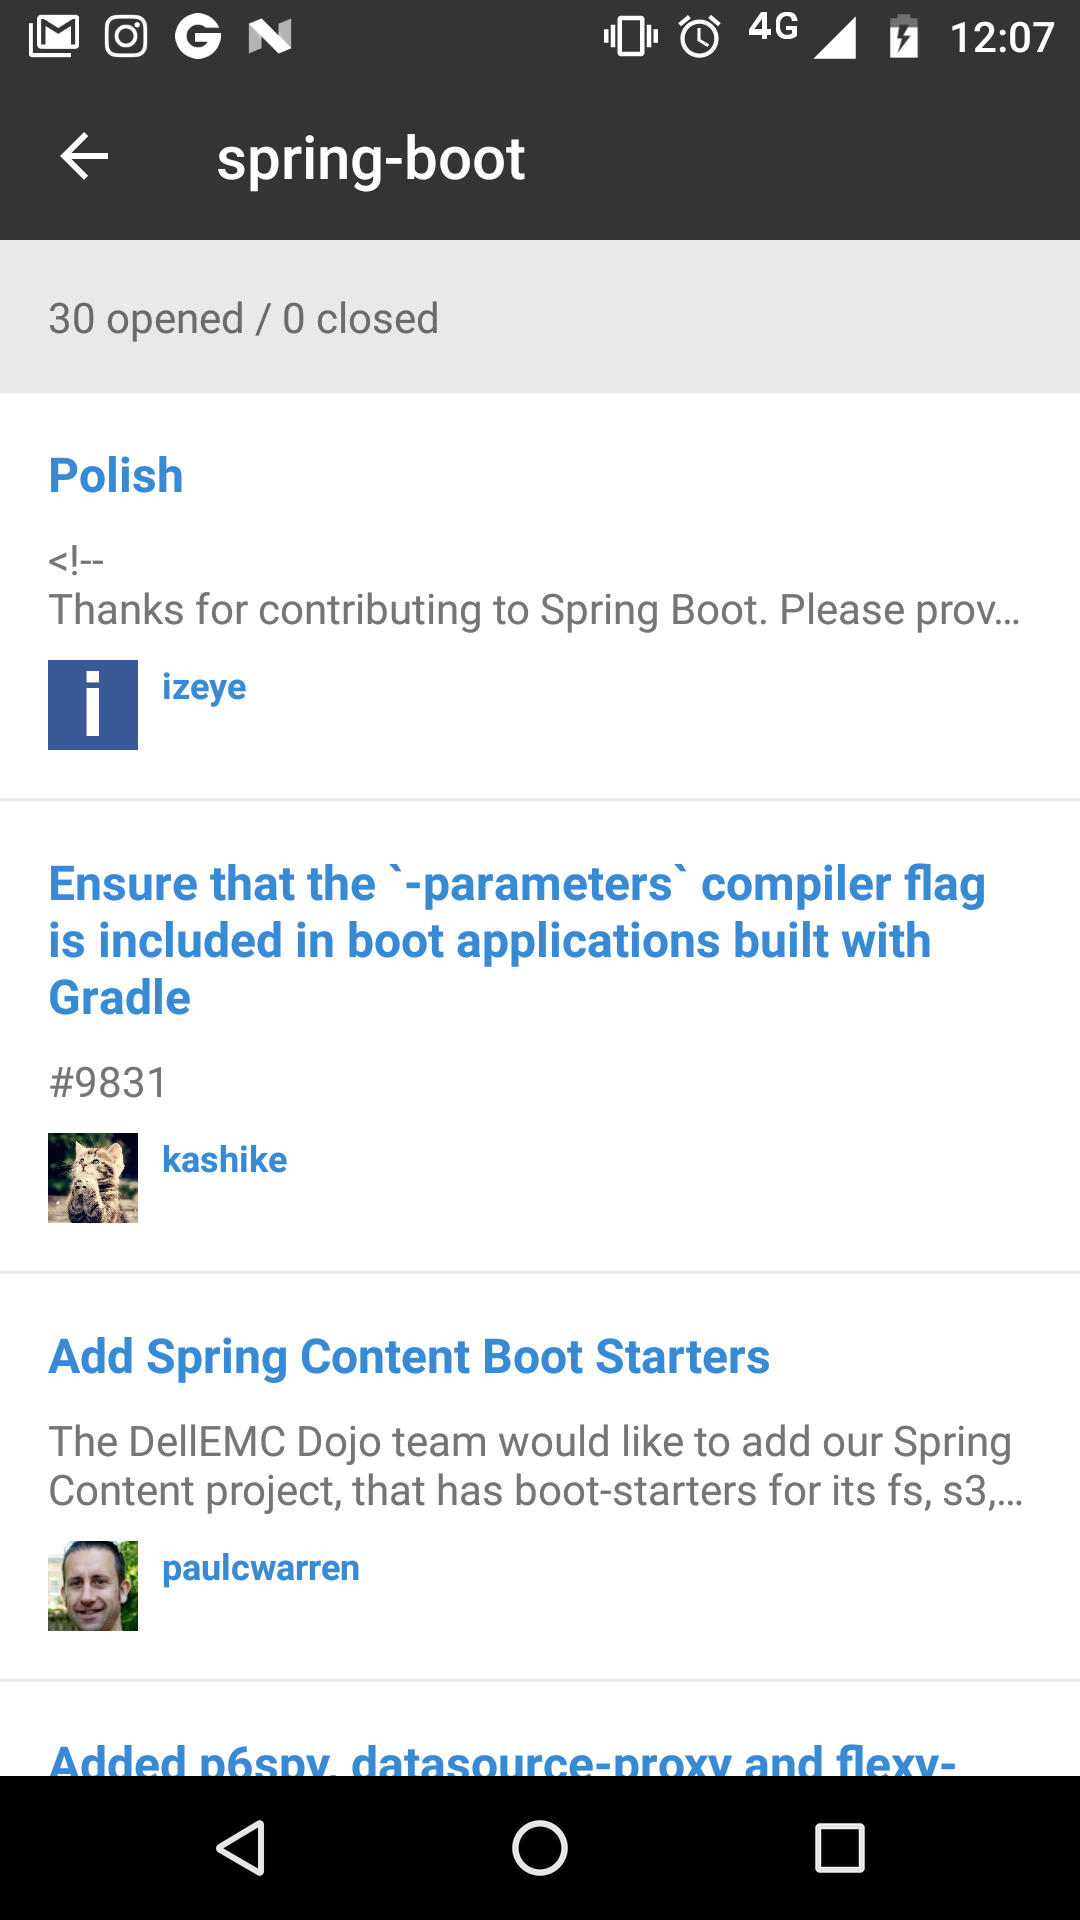 4G 12:07
spring-boot
30 opened / 0 closed
Polish
<!--
Thanks for contributing to Spring Boot. Please prov...
i izeye
Ensure that the `-parameters` compiler flag
is included in boot applications built with
Gradle
#9831
kashike
Add Spring Content Boot Starters
The DellEMC Dojo team would like to add our Spring
Content project, that has boot-starters for its fs, s3,...
paulcwarren
Added p6spy, datasource-proxy and flexy-